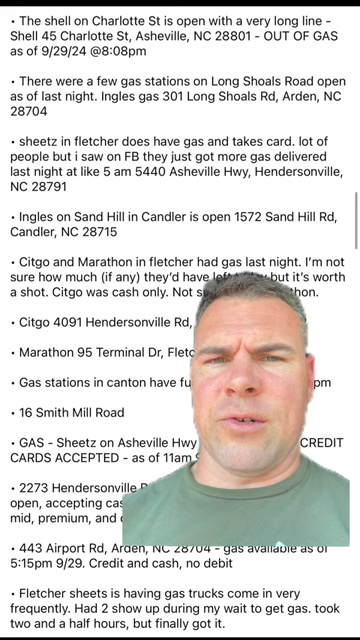 • The shell on Charlotte St is open with a very long line -
Shell 45 Charlotte St, Asheville, NC 28801 - OUT OF GAS
as of 9/29/24 @8:08pm
• There were a few gas stations on Long Shoals Road open
as of last night. Ingles gas 301 Long Shoals Rd, Arden, NC
28704
• sheetz in fletcher does have gas and takes card. lot of
people but i saw on FB they just got more gas delivered
last night at like 5 am 5440 Asheville Hwy, Hendersonville,
NC 28791
• Ingles on Sand Hill in Candler is open 1572 Sand Hill Rd,
Candler, NC 28715
• Citgo and Marathon in fletcher had gas last night. I'm not
sure how much (if any) they'd have left but it's worth
a shot. Citgo was cash only. Not
• Citgo 4091 Hendersonville Rd,
• Marathon 95 Terminal Dr,
• Gas stations in canton have pm
• 16 Smith Mill Road
• GAS - Sheetz on Asheville Hwy CREDIT
CARDS ACCEPTED - as of 11am
• 2273 Hendersonville
open, accepting
mid, premium, and
• 443 Airport Rd, Arden, NC 28704 - gas available as of
5:15pm 9/29. Credit and cash, no debit
• Fletcher sheets is having gas trucks come in very
frequently. Had 2 show up during my wait to get gas. took
two and a half hours, but finally got it.